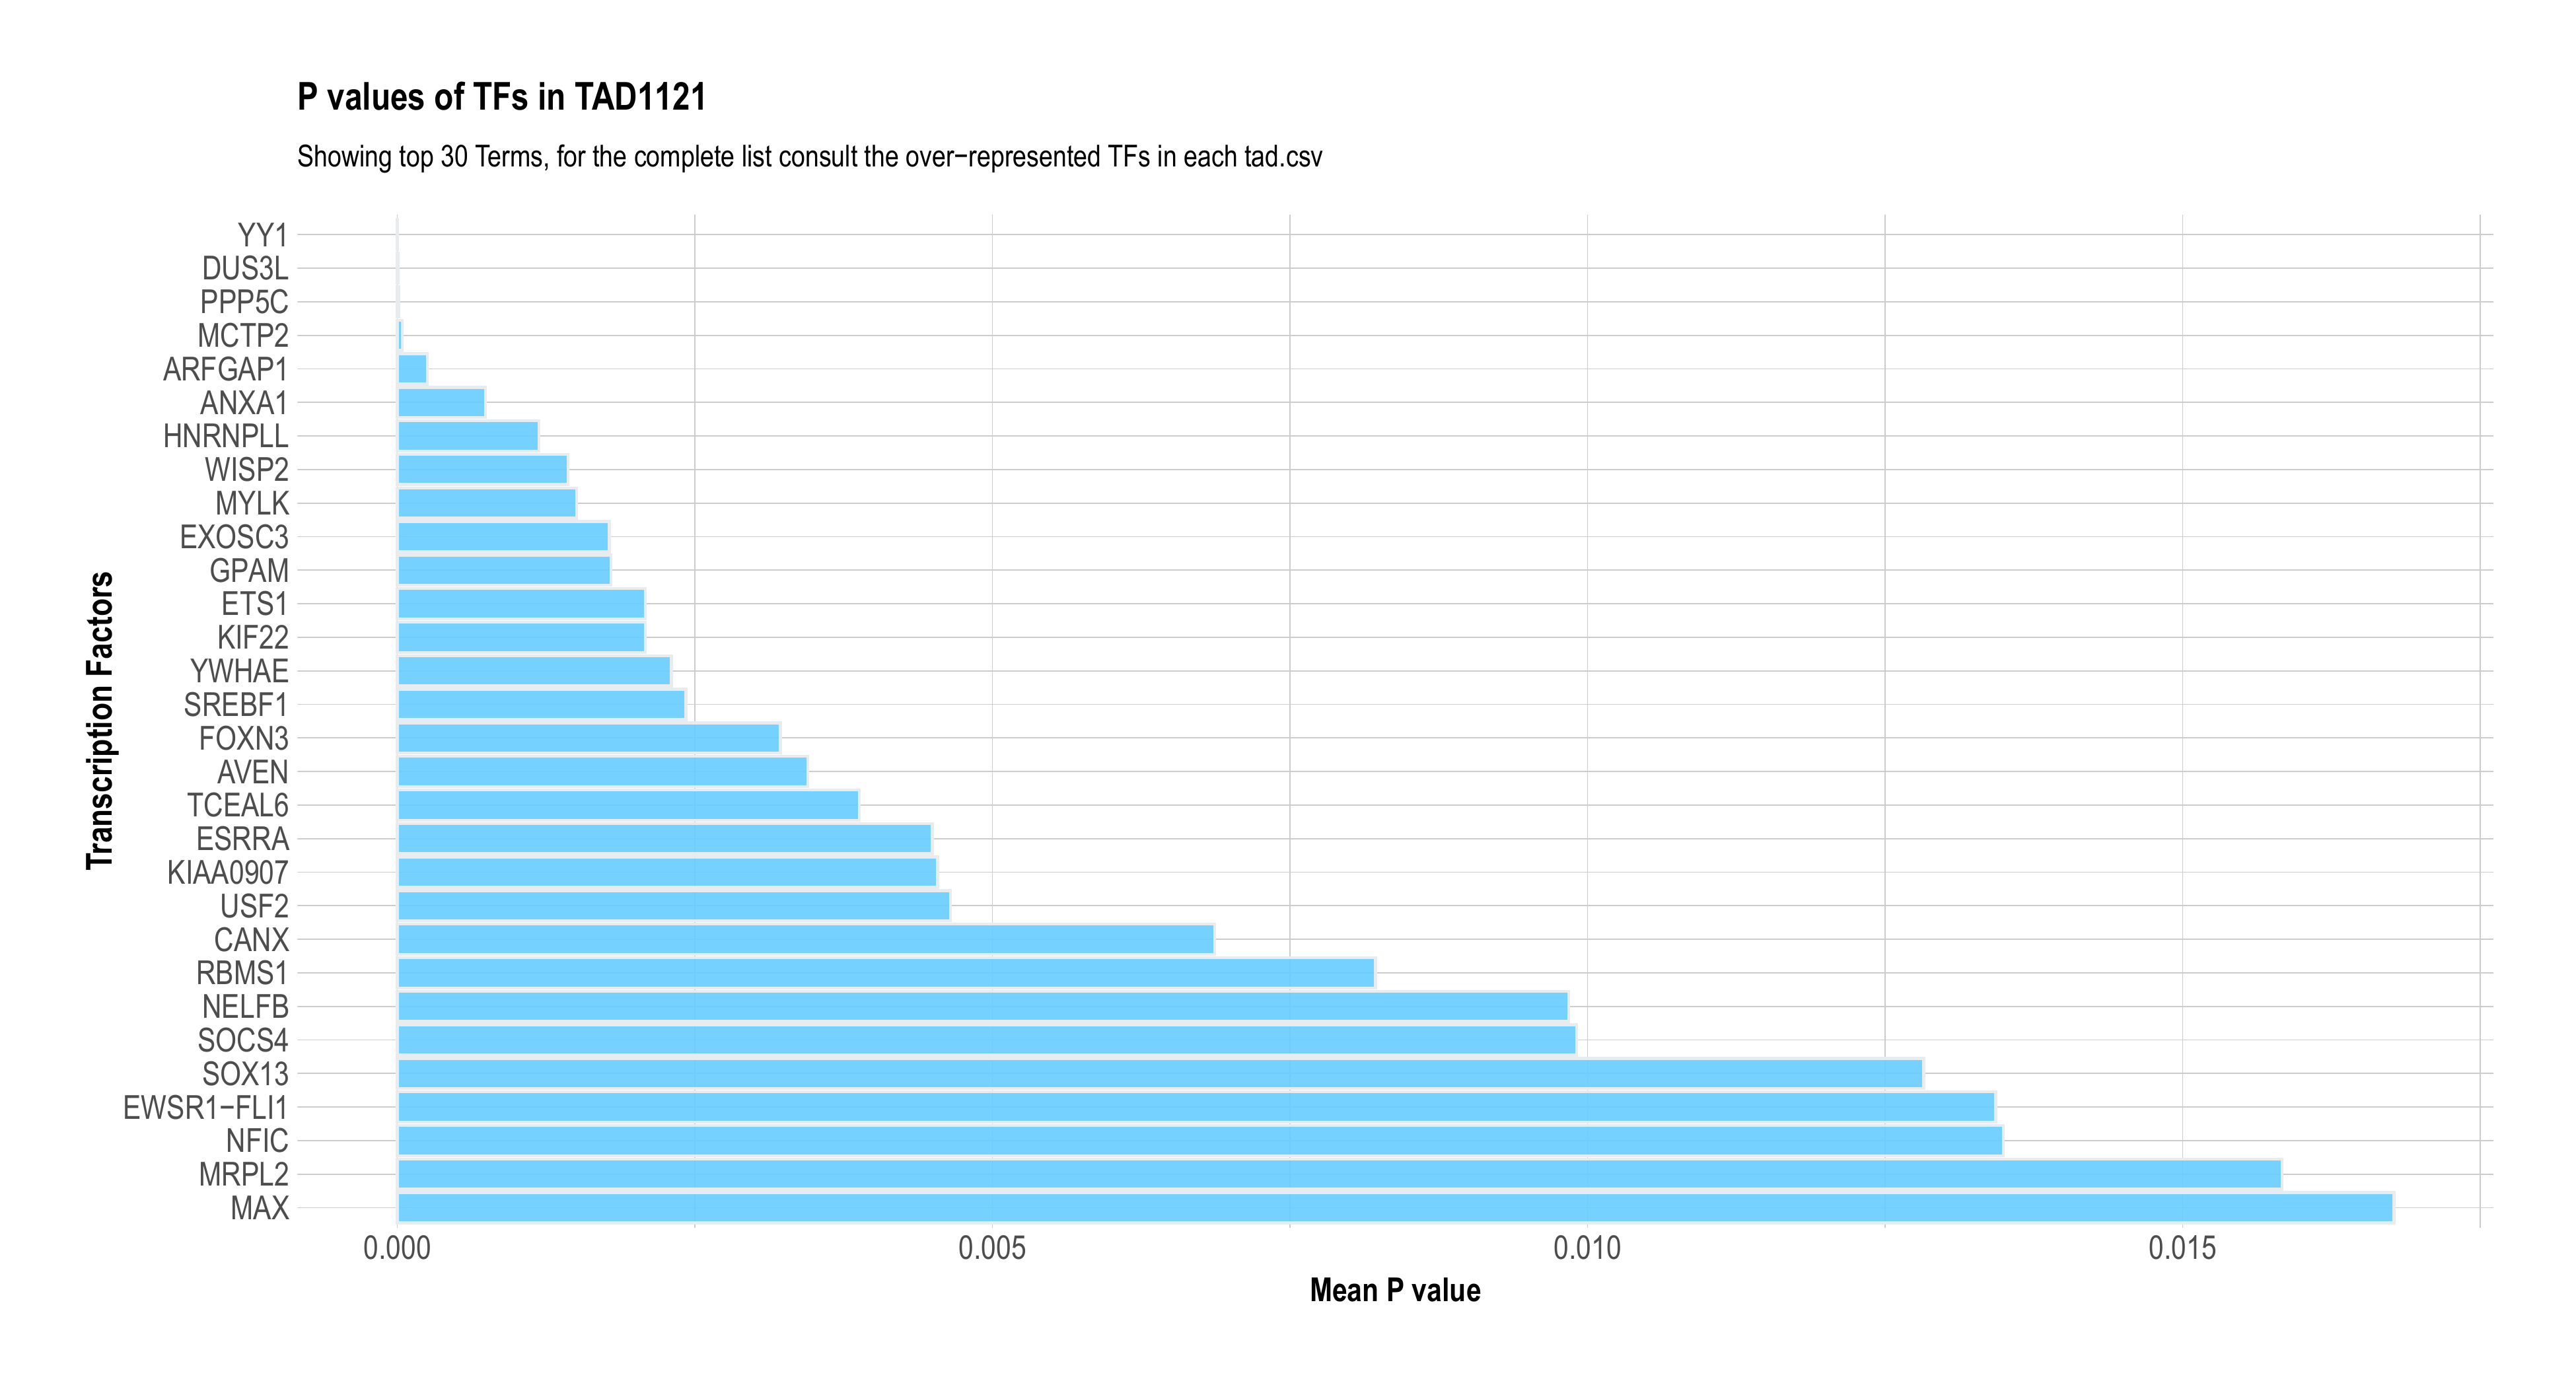 P values of TFs in TAD1121
Showing top 30 Terms, for the complete list consult the over−represented TFs in each tad.csv
Transcription Factors
YY1
DUS3L
PPP5C
MCTP2
ARFGAP1
ANXA1
HNRNPLL
WISP2
MYLK
EXOSC3
GPAM
ETS1
KIF22
YWHAE
SREBF1
FOXN3
AVEN
TCEAL6
ESRRA
KIAA0907
USF2
CANX
RBMS1
NELFB
SOCS4
SOX13
EWSR1−FLI1
NFIC
MRPL2
MAX
0.000 0.005 0.010 0.015
Mean P value